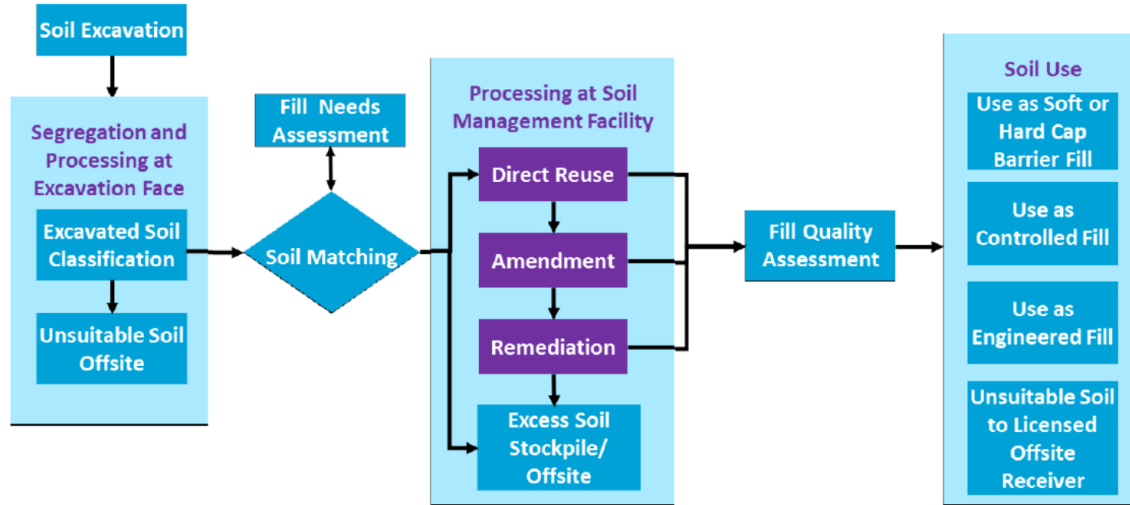 Soil Excavation
Segregation and
Processing at
Excavation Face
Excavated Soil
Classification
Unsuitable Soil
Offsite
Fill Needs
Assessment
Soil Matching
Processing at Soil
Management Facility
Direct Reuse
Amendment
Remediation
Excess Soil
Stockpile/
Offsite
Fill Quality
Assessment
Soil Use
Use as Soft or
Hard Cap
Barrier Fill
Use as
Controlled Fill
Use as
Engineered Fill
Unsuitable Soil
to Licensed
Offsite
Receiver